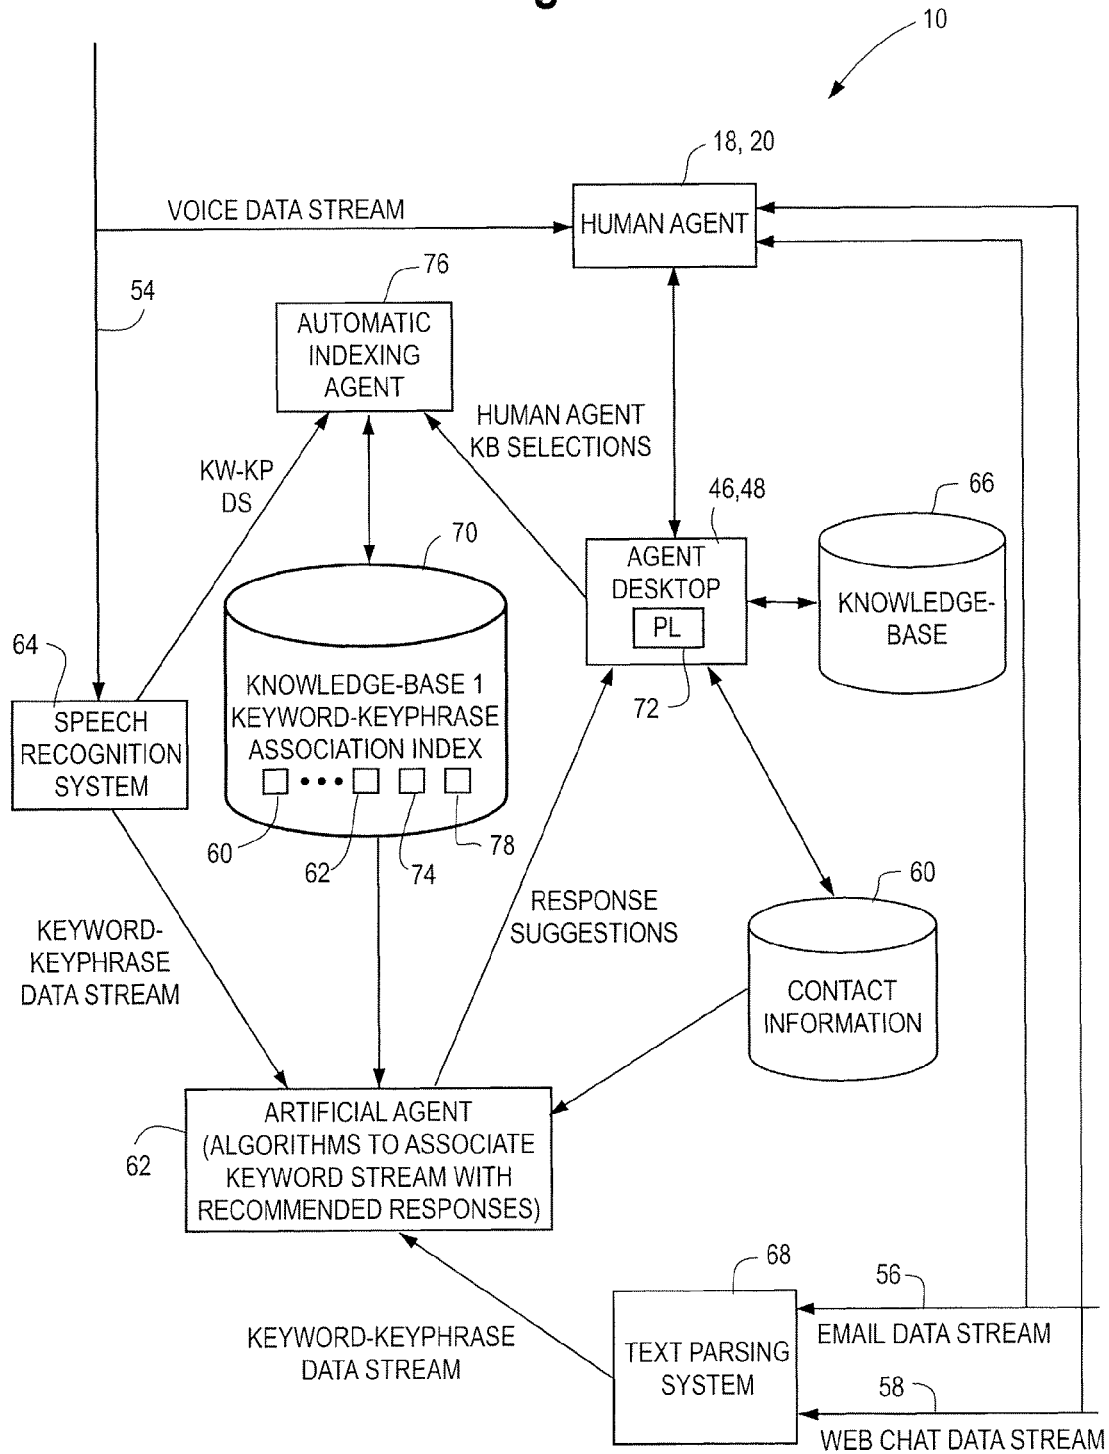 10
18, 20
VOICE DATA STREAM
HUMAN AGENT
76
54
AUTOMATIC
INDEXING
AGENT
HUMAN AGENT
KB SELECTIONS
KW-KP
DS
46,48
66
70
AGENT
DESKTOP
PL
KNOWLEDGE-
BASE
64
72
KNOWLEDGE-BASE 1
KEYWORD-KEYPHRASE
ASSOCIATION INDEX
SPEECH
RECOGNITION
SYSTEM
60
62
74
78
60
RESPONSE
SUGGESTIONS
KEYWORD-
KEYPHRASE
DATA STREAM
CONTACT
INFORMATION
ARTIFICIAL AGENT
(ALGORITHMS TO ASSOCIATE
KEYWORD STREAM WITH
RECOMMENDED RESPONSES)
62
68
56
EMAIL DATA STREAM
KEYWORD-KEYPHRASE
DATA STREAM
TEXT PARSING
SYSTEM
58
WEB CHAT DATA STREAM